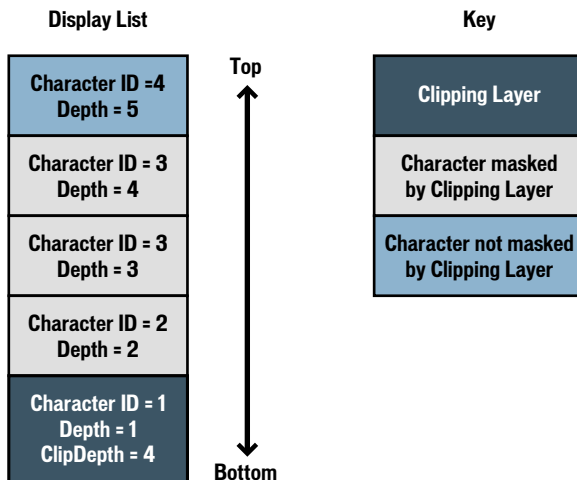 Display List
Character ID =4
Depth = 5
Character ID = 3
Depth = 4
Character ID = 3
Depth = 3
Character ID = 2
Depth = 2
Character ID = 1
Depth = 1
ClipDepth = 4
Top
Bottom
Key
Clipping Layer
Character masked
by Clipping Layer
Character not masked
by Clipping Layer